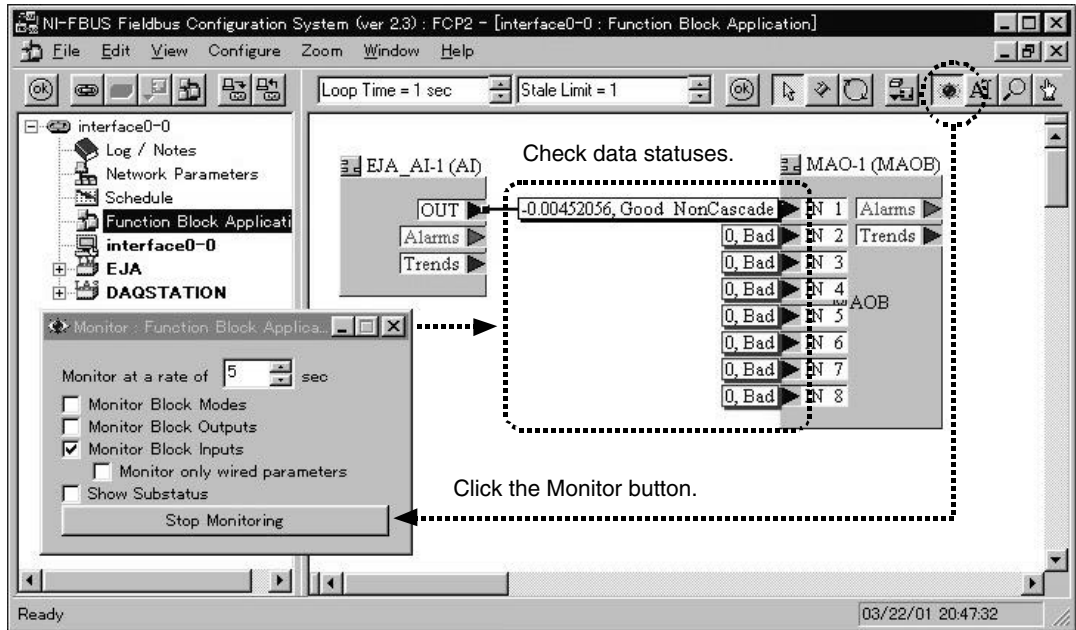 NI-FBUS Fieldbus Configuration System (ver 2.3) : FCP2 - [interface0-0 : Function Block Application]
File Edit View Configure Zoom Window Help
ok Loop Time = 1 sec Stale Limit = 1 ok
interface0-0
Log / Notes
Network Parameters
Schedule
Function Block Applicati
interface0-0
EJA
DAQSTATION
Check data statuses.
EJA_AI-1 (AI)
OUT
Alarms
Trends
MAO-1 (MAOB)
-0.00452056, Good NonCascade IN 1 Alarms
0, Bad IN 2 Trends
0, Bad IN 3
0, Bad IN 4
MAOB
0, Bad IN 5
0, Bad IN 6
0, Bad IN 7
0, Bad IN 8
Monitor : Function Block Applica...
Monitor at a rate of 5 sec
Monitor Block Modes
Monitor Block Outputs
Monitor Block Inputs
Monitor only wired parameters
Show Substatus
Stop Monitoring
Click the Monitor button.
Ready
03/22/01 20:47:32